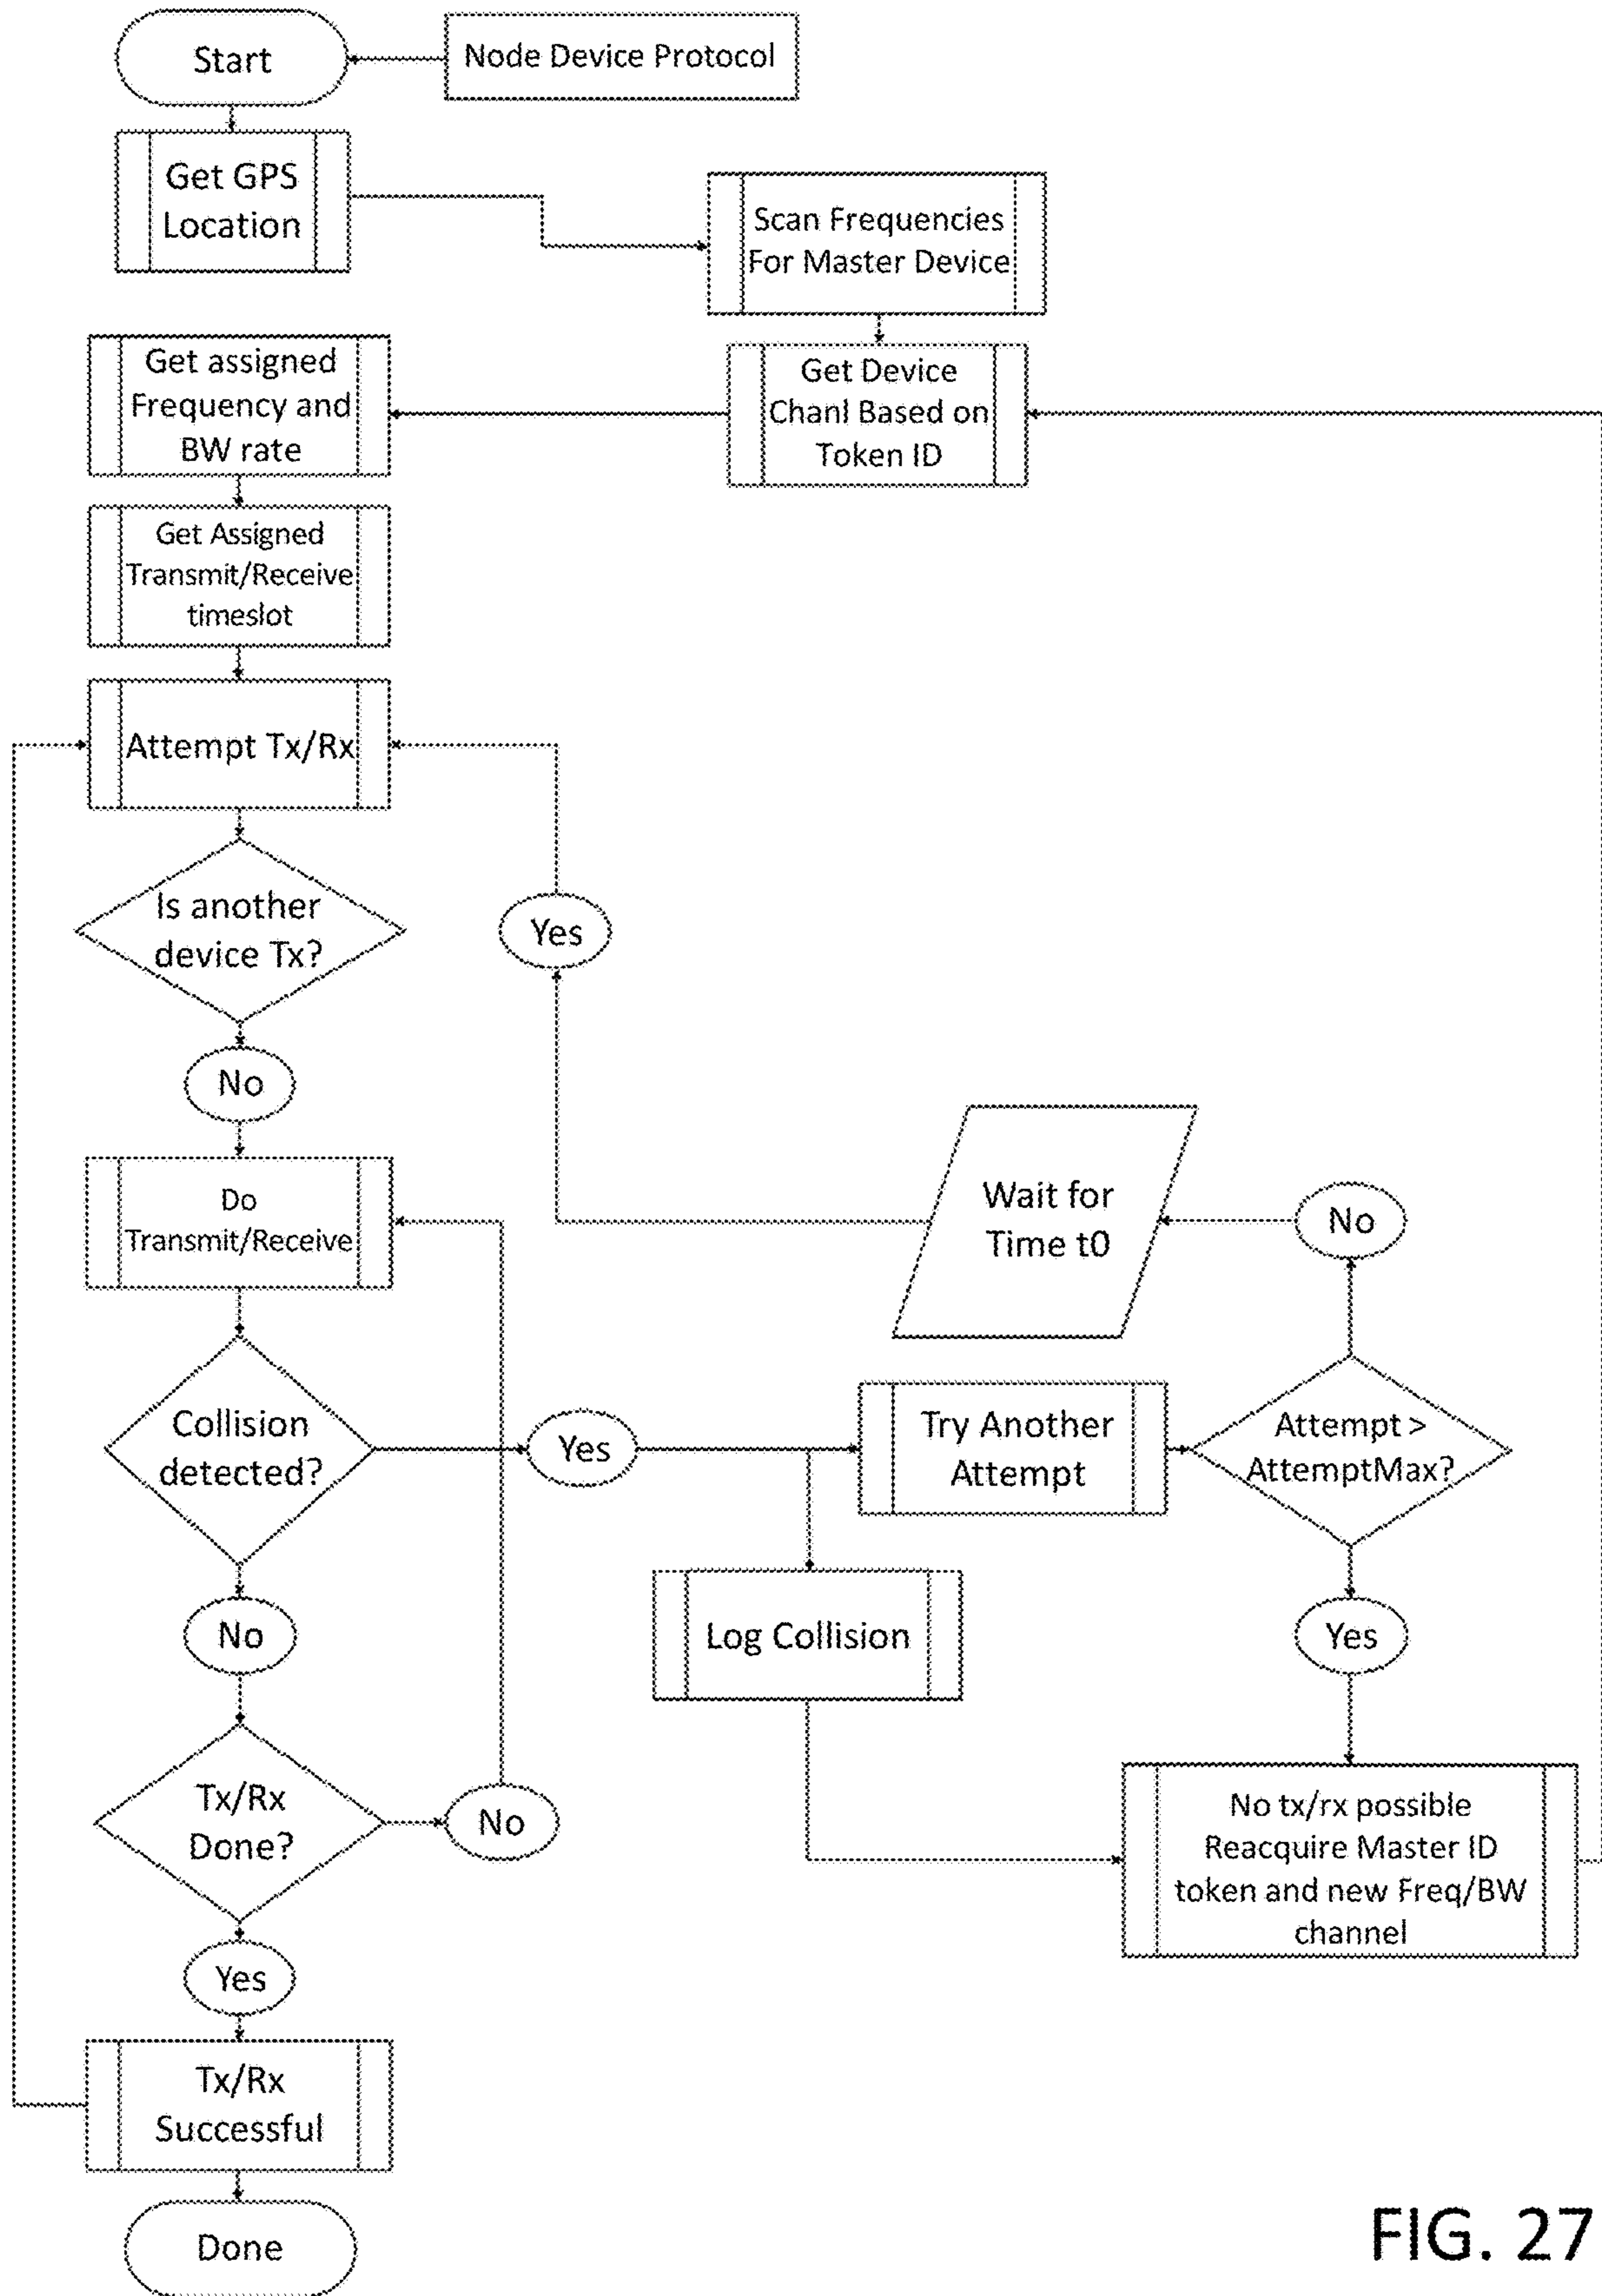 Start
Node Device Protocol
Get GPS
Location
Scan Frequencies
For Master Device
Get Device
Chanl Based on
Token ID
Get assigned
Frequency and
BW rate
Get Assigned
Transmit/Receive
timeslot
Attempt Tx/Rx
Is another
device Tx?
Yes
No
Do
Transmit/Receive
Wait for
Time t0
No
Collision
detected?
Yes
Try Another
Attempt
Attempt >
AttemptMax?
No
Log Collision
Yes
Tx/Rx
Done?
No
No tx/rx possible
Reacquire Master ID
token and new Freq/BW
channel
Yes
Tx/Rx
Successful
Done
FIG. 27